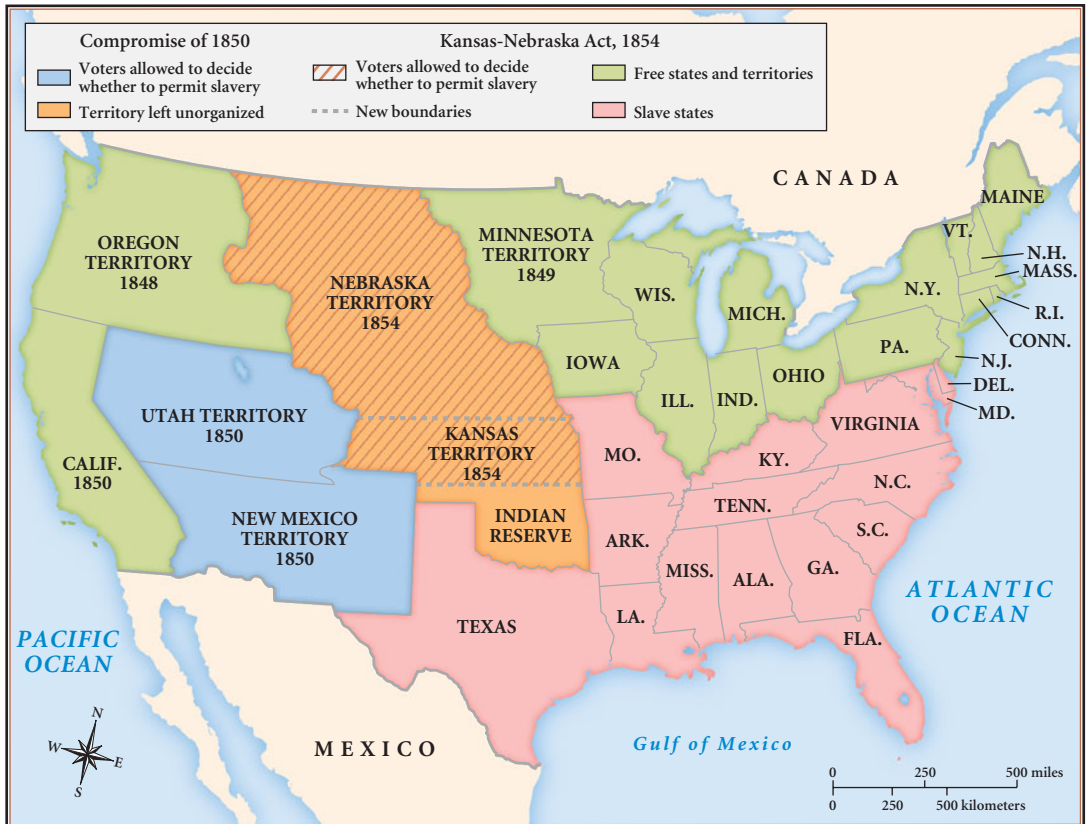 Compromise of 1850
Voters allowed to decide
whether to permit slavery
Territory left unorganized
Kansas-Nebraska Act, 1854
Voters allowed to decide
whether to permit slavery
New boundaries
Free states and territories
Slave states
CANADA
MAINE
VT.
N.H.
MASS.
N.Y.
R.I.
CONN.
PA.
N.J.
DEL.
MD.
OREGON
TERRITORY
1848
NEBRASKA
TERRITORY
1854
MINNESOTA
TERRITORY
1849
WIS.
MICH.
IOWA
ILL.
IND.
OHIO
UTAH TERRITORY
1850
CALIF.
1850
KANSAS
TERRITORY
1854
MO.
KY.
VIRGINIA
N.C.
TENN.
S.C.
NEW MEXICO
TERRITORY
1850
INDIAN
RESERVE
ARK.
MISS.
ALA.
GA.
TEXAS
LA.
FLA.
ATLANTIC
OCEAN
PACIFIC
OCEAN
MEXICO
Gulf of Mexico
N
W
E
S
0 250 500 miles
0 250 500 kilometers